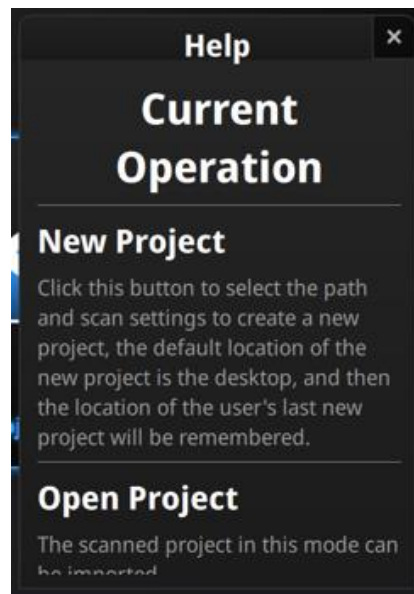 Help
×
Current
Operation
New Project
Click this button to select the path
and scan settings to create a new
project, the default location of the
new project is the desktop, and then
the location of the user's last new
project will be remembered.
Open Project
The scanned project in this mode can
be imported